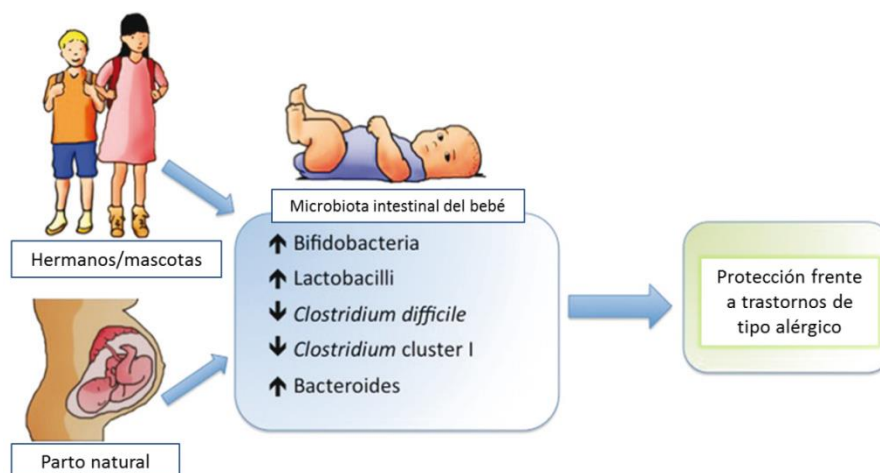 Hermanos/mascotas
Parto natural
Microbiota intestinal del bebé
↑ Bifidobacteria
↑ Lactobacilli
↓ Clostridium difficile
↓ Clostridium cluster I
↑ Bacteroides
Protección frente
a trastornos de
tipo alérgico